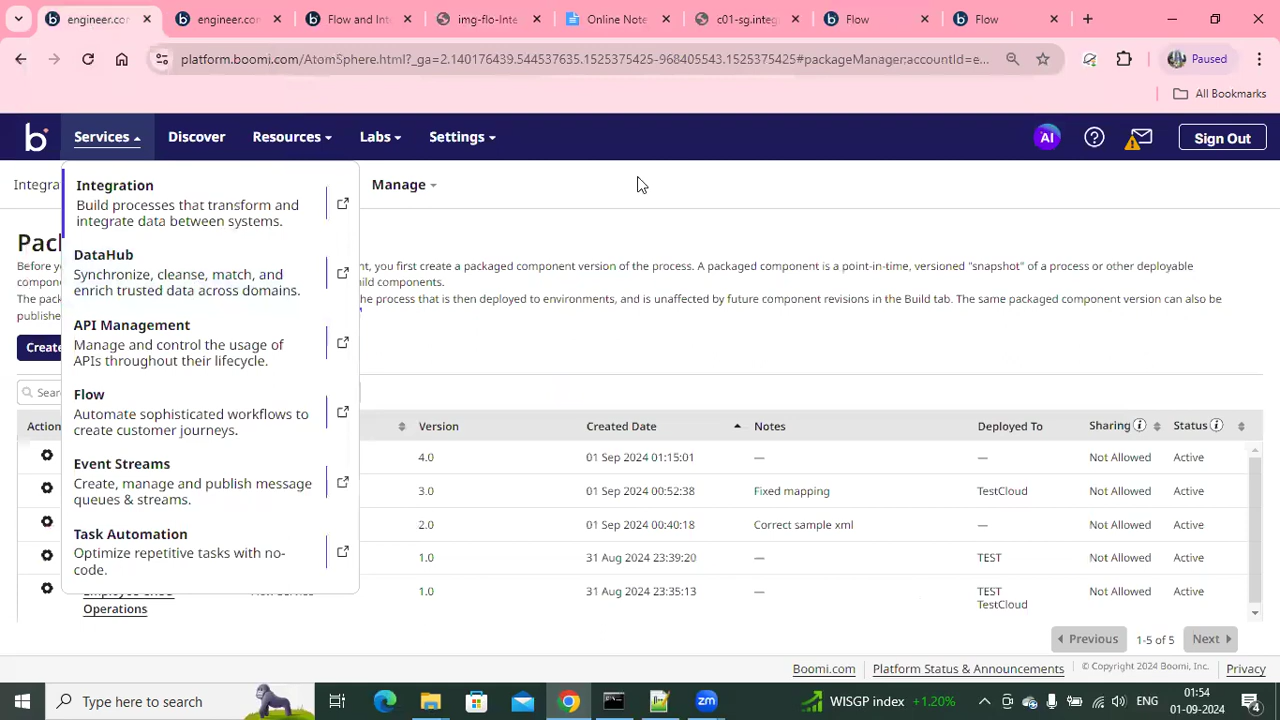 engineer.con
engineer.con
Flow and Int
img-flo-Inte
Online Note
c01-sg.integ
Flow
Flow
platform.boomi.com/AtomSphere.html?_ga=2.140176439.544537635.1525375425-968405543.1525375425#packageManager:accountId=e...
Paused
All Bookmarks
b
Services
Discover
Resources
Labs
Settings
AI
Sign Out
Integra
Manage
Integration
Build processes that transform and
integrate data between systems.
DataHub
Synchronize, cleanse, match, and
enrich trusted data across domains.
API Management
Manage and control the usage of
APIs throughout their lifecycle.
Flow
Automate sophisticated workflows to
create customer journeys.
Event Streams
Create, manage and publish message
queues & streams.
Task Automation
Optimize repetitive tasks with no-
code.
Pac
Before y
nt, you first create a packaged component version of the process. A packaged component is a point-in-time, versioned "snapshot" of a process or other deployable
compon
ild components.
The pack
the process that is then deployed to environments, and is unaffected by future component revisions in the Build tab. The same packaged component version can also be
publishe
Create
Sear
Action
Version
Created Date
Notes
Deployed To
Sharing
Status
4.0
01 Sep 2024 01:15:01
—
—
Not Allowed
Active
3.0
01 Sep 2024 00:52:38
Fixed mapping
TestCloud
Not Allowed
Active
2.0
01 Sep 2024 00:40:18
Correct sample xml
—
Not Allowed
Active
1.0
31 Aug 2024 23:39:20
—
TEST
Not Allowed
Active
Operations
1.0
31 Aug 2024 23:35:13
—
TEST
TestCloud
Not Allowed
Active
Previous
1-5 of 5
Next
Boomi.com
Platform Status & Announcements
© Copyright 2024 Boomi, Inc.
Privacy
Type here to search
zm
WISGP index +1.20%
ENG
01:54
01-09-2024
4